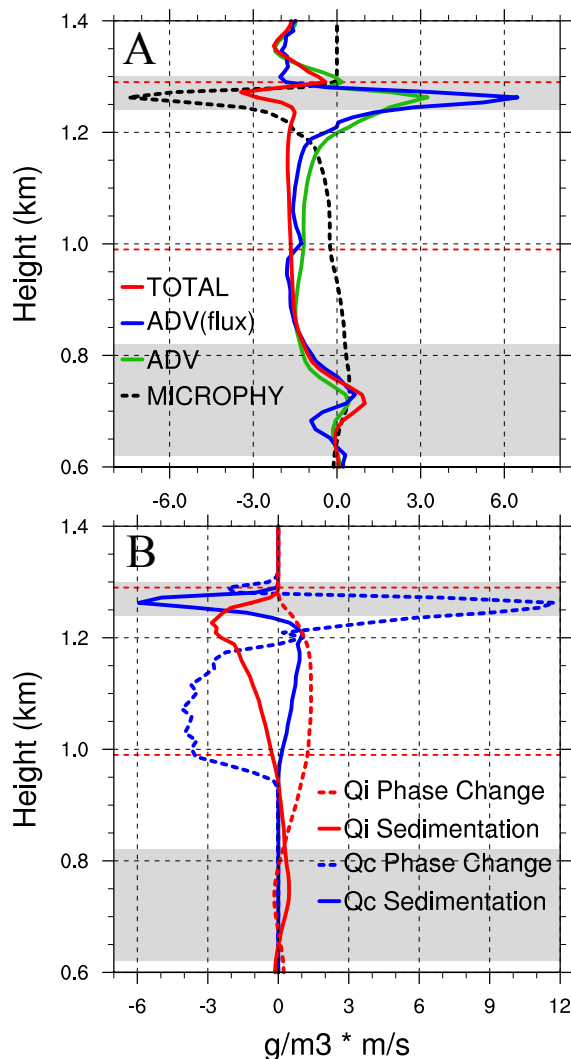 A
1.4
1.2
1.0
0.8
0.6
Height (km)
TOTAL
ADV(flux)
ADV
MICROPHY
-6.0 -3.0 0.0 3.0 6.0
B
1.4
1.2
1.0
0.8
0.6
Height (km)
Qi Phase Change
Qi Sedimentation
Qc Phase Change
Qc Sedimentation
-6 -3 0 3 6 9 12
g/m3 * m/s